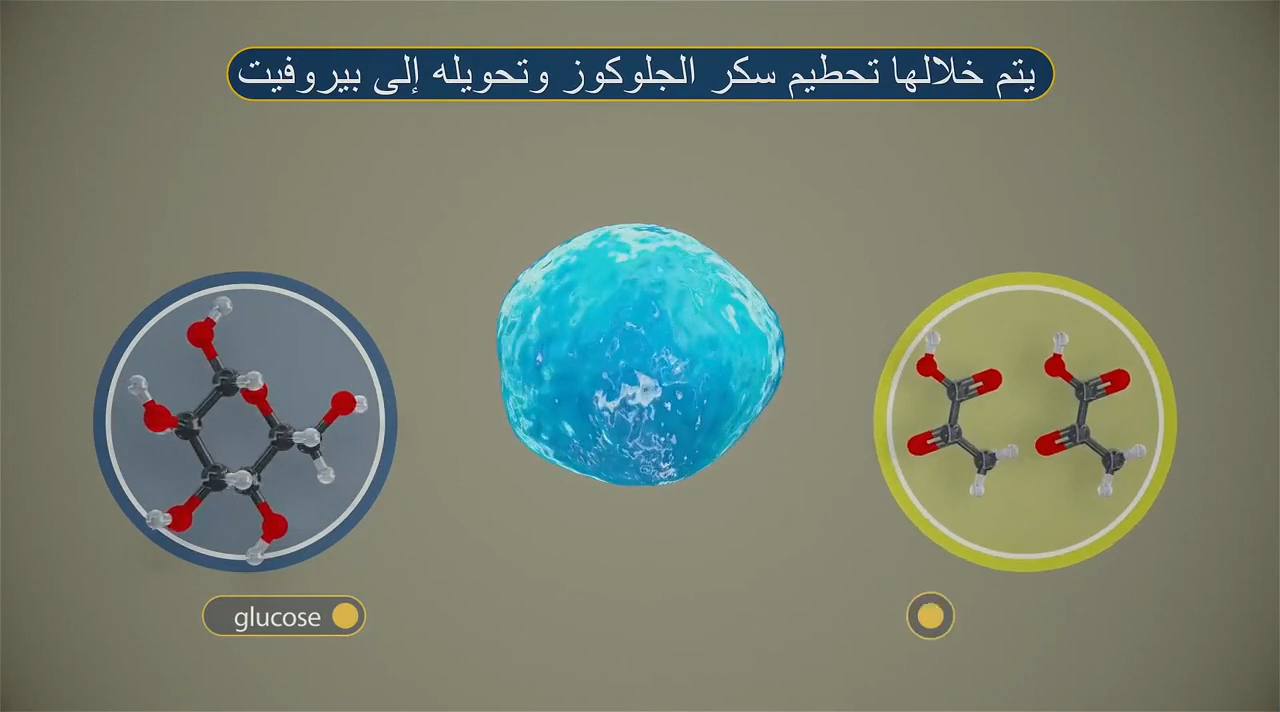 يتم خلالها تحطيم سكر الجلوكوز وتحويله إلى بيروفيت
glucose